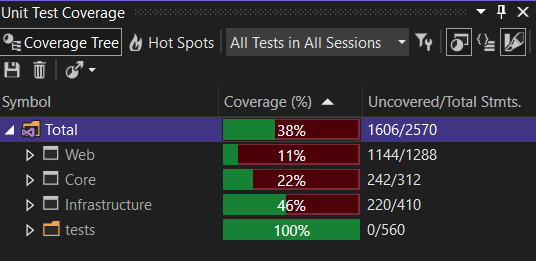 Unit Test Coverage
Coverage Tree Hot Spots All Tests in All Sessions
Symbol Coverage (%) Uncovered/Total Stmts.
Total 38% 1606/2570
Web 11% 1144/1288
Core 22% 242/312
Infrastructure 46% 220/410
tests 100% 0/560